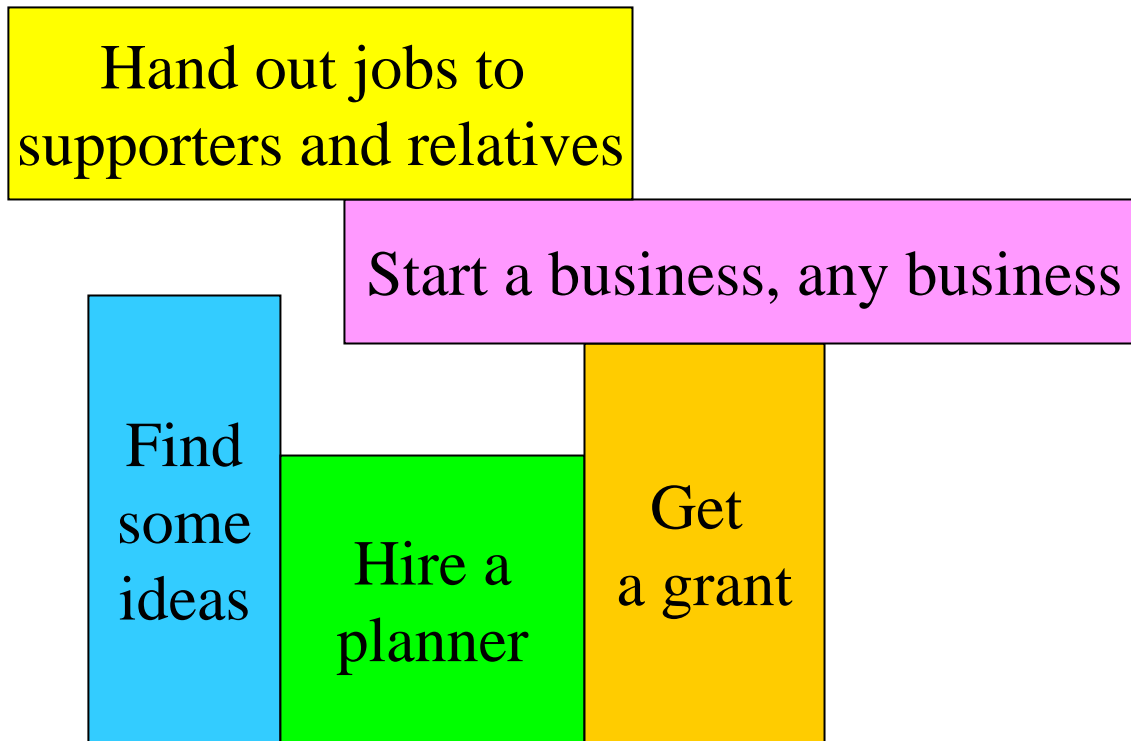 Hand out jobs to
supporters and relatives
Start a business, any business
Find
some
ideas
Hire a
planner
Get
a grant